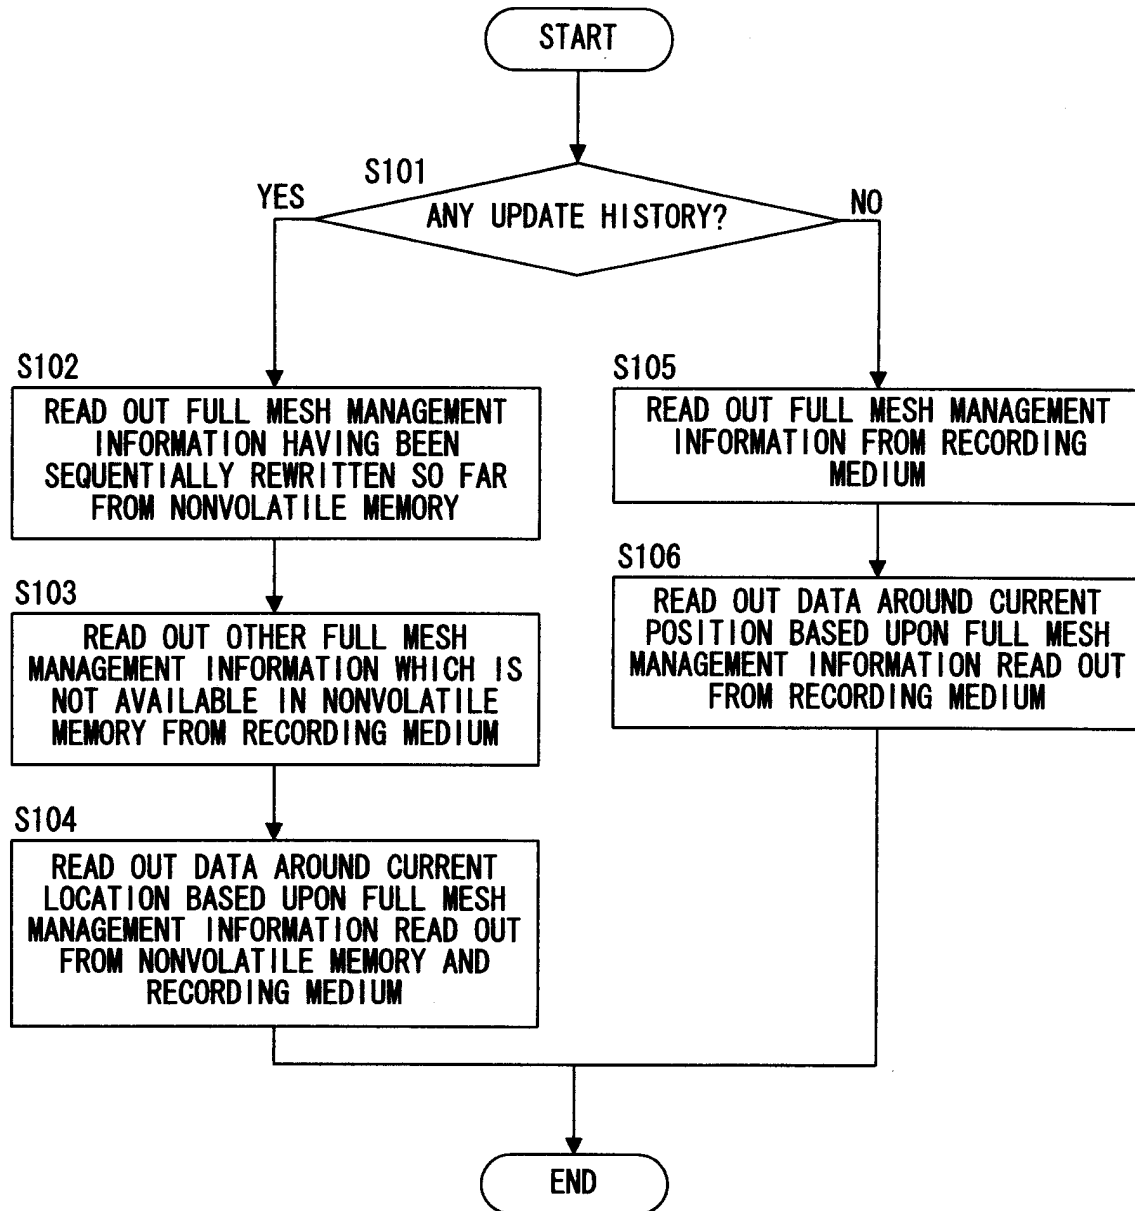 START
S101
YES
ANY UPDATE HISTORY?
NO
S102
READ OUT FULL MESH MANAGEMENT
INFORMATION HAVING BEEN
SEQUENTIALLY REWRITTEN SO FAR
FROM NONVOLATILE MEMORY
S103
READ OUT OTHER FULL MESH
MANAGEMENT INFORMATION WHICH IS
NOT AVAILABLE IN NONVOLATILE
MEMORY FROM RECORDING MEDIUM
S104
READ OUT DATA AROUND CURRENT
LOCATION BASED UPON FULL MESH
MANAGEMENT INFORMATION READ OUT
FROM NONVOLATILE MEMORY AND
RECORDING MEDIUM
S105
READ OUT FULL MESH MANAGEMENT
INFORMATION FROM RECORDING
MEDIUM
S106
READ OUT DATA AROUND CURRENT
POSITION BASED UPON FULL MESH
MANAGEMENT INFORMATION READ OUT
FROM RECORDING MEDIUM
END